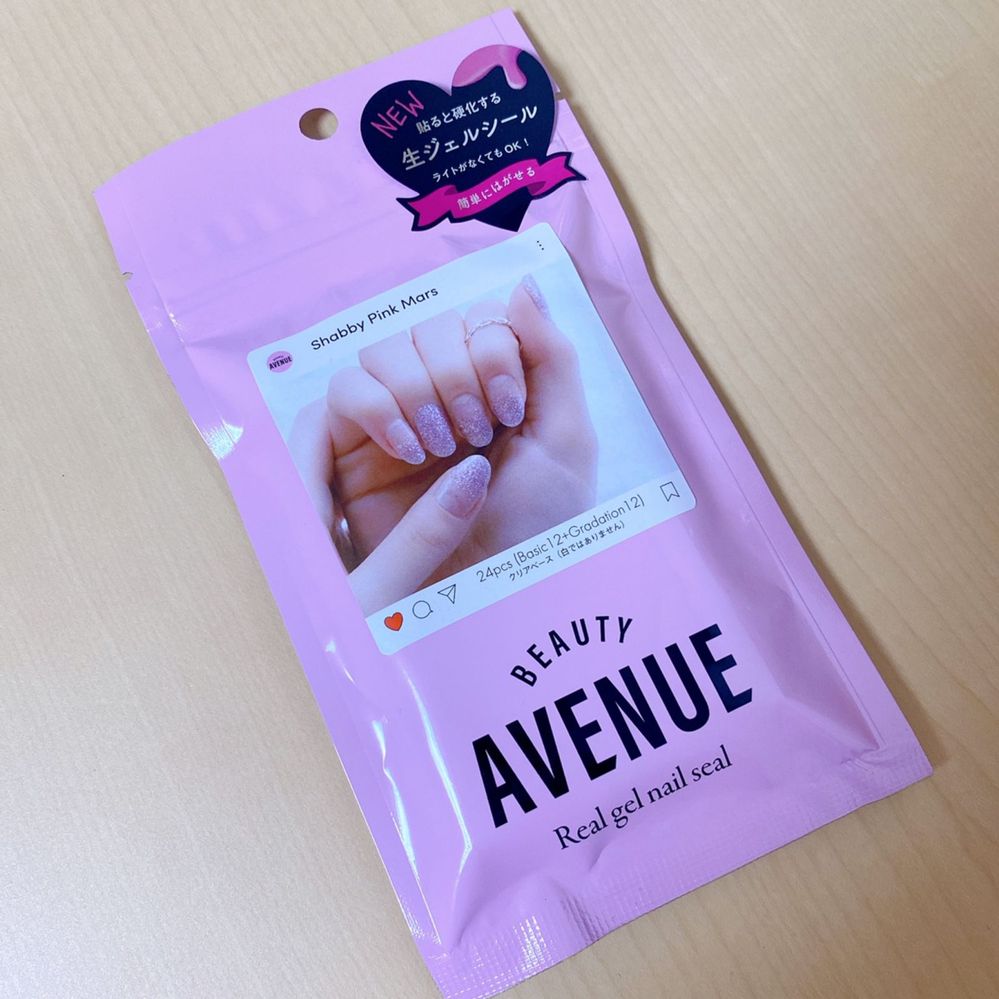 NEW
貼ると硬化する
生ジェルシール
ライトがなくてもOK！
簡単にはがせる
Shabby Pink Mars
AVENUE
24pcs (Basic12+Gradation12)
クリアベース（白ではありません）
BEAUTY
AVENUE
Real gel nail seal